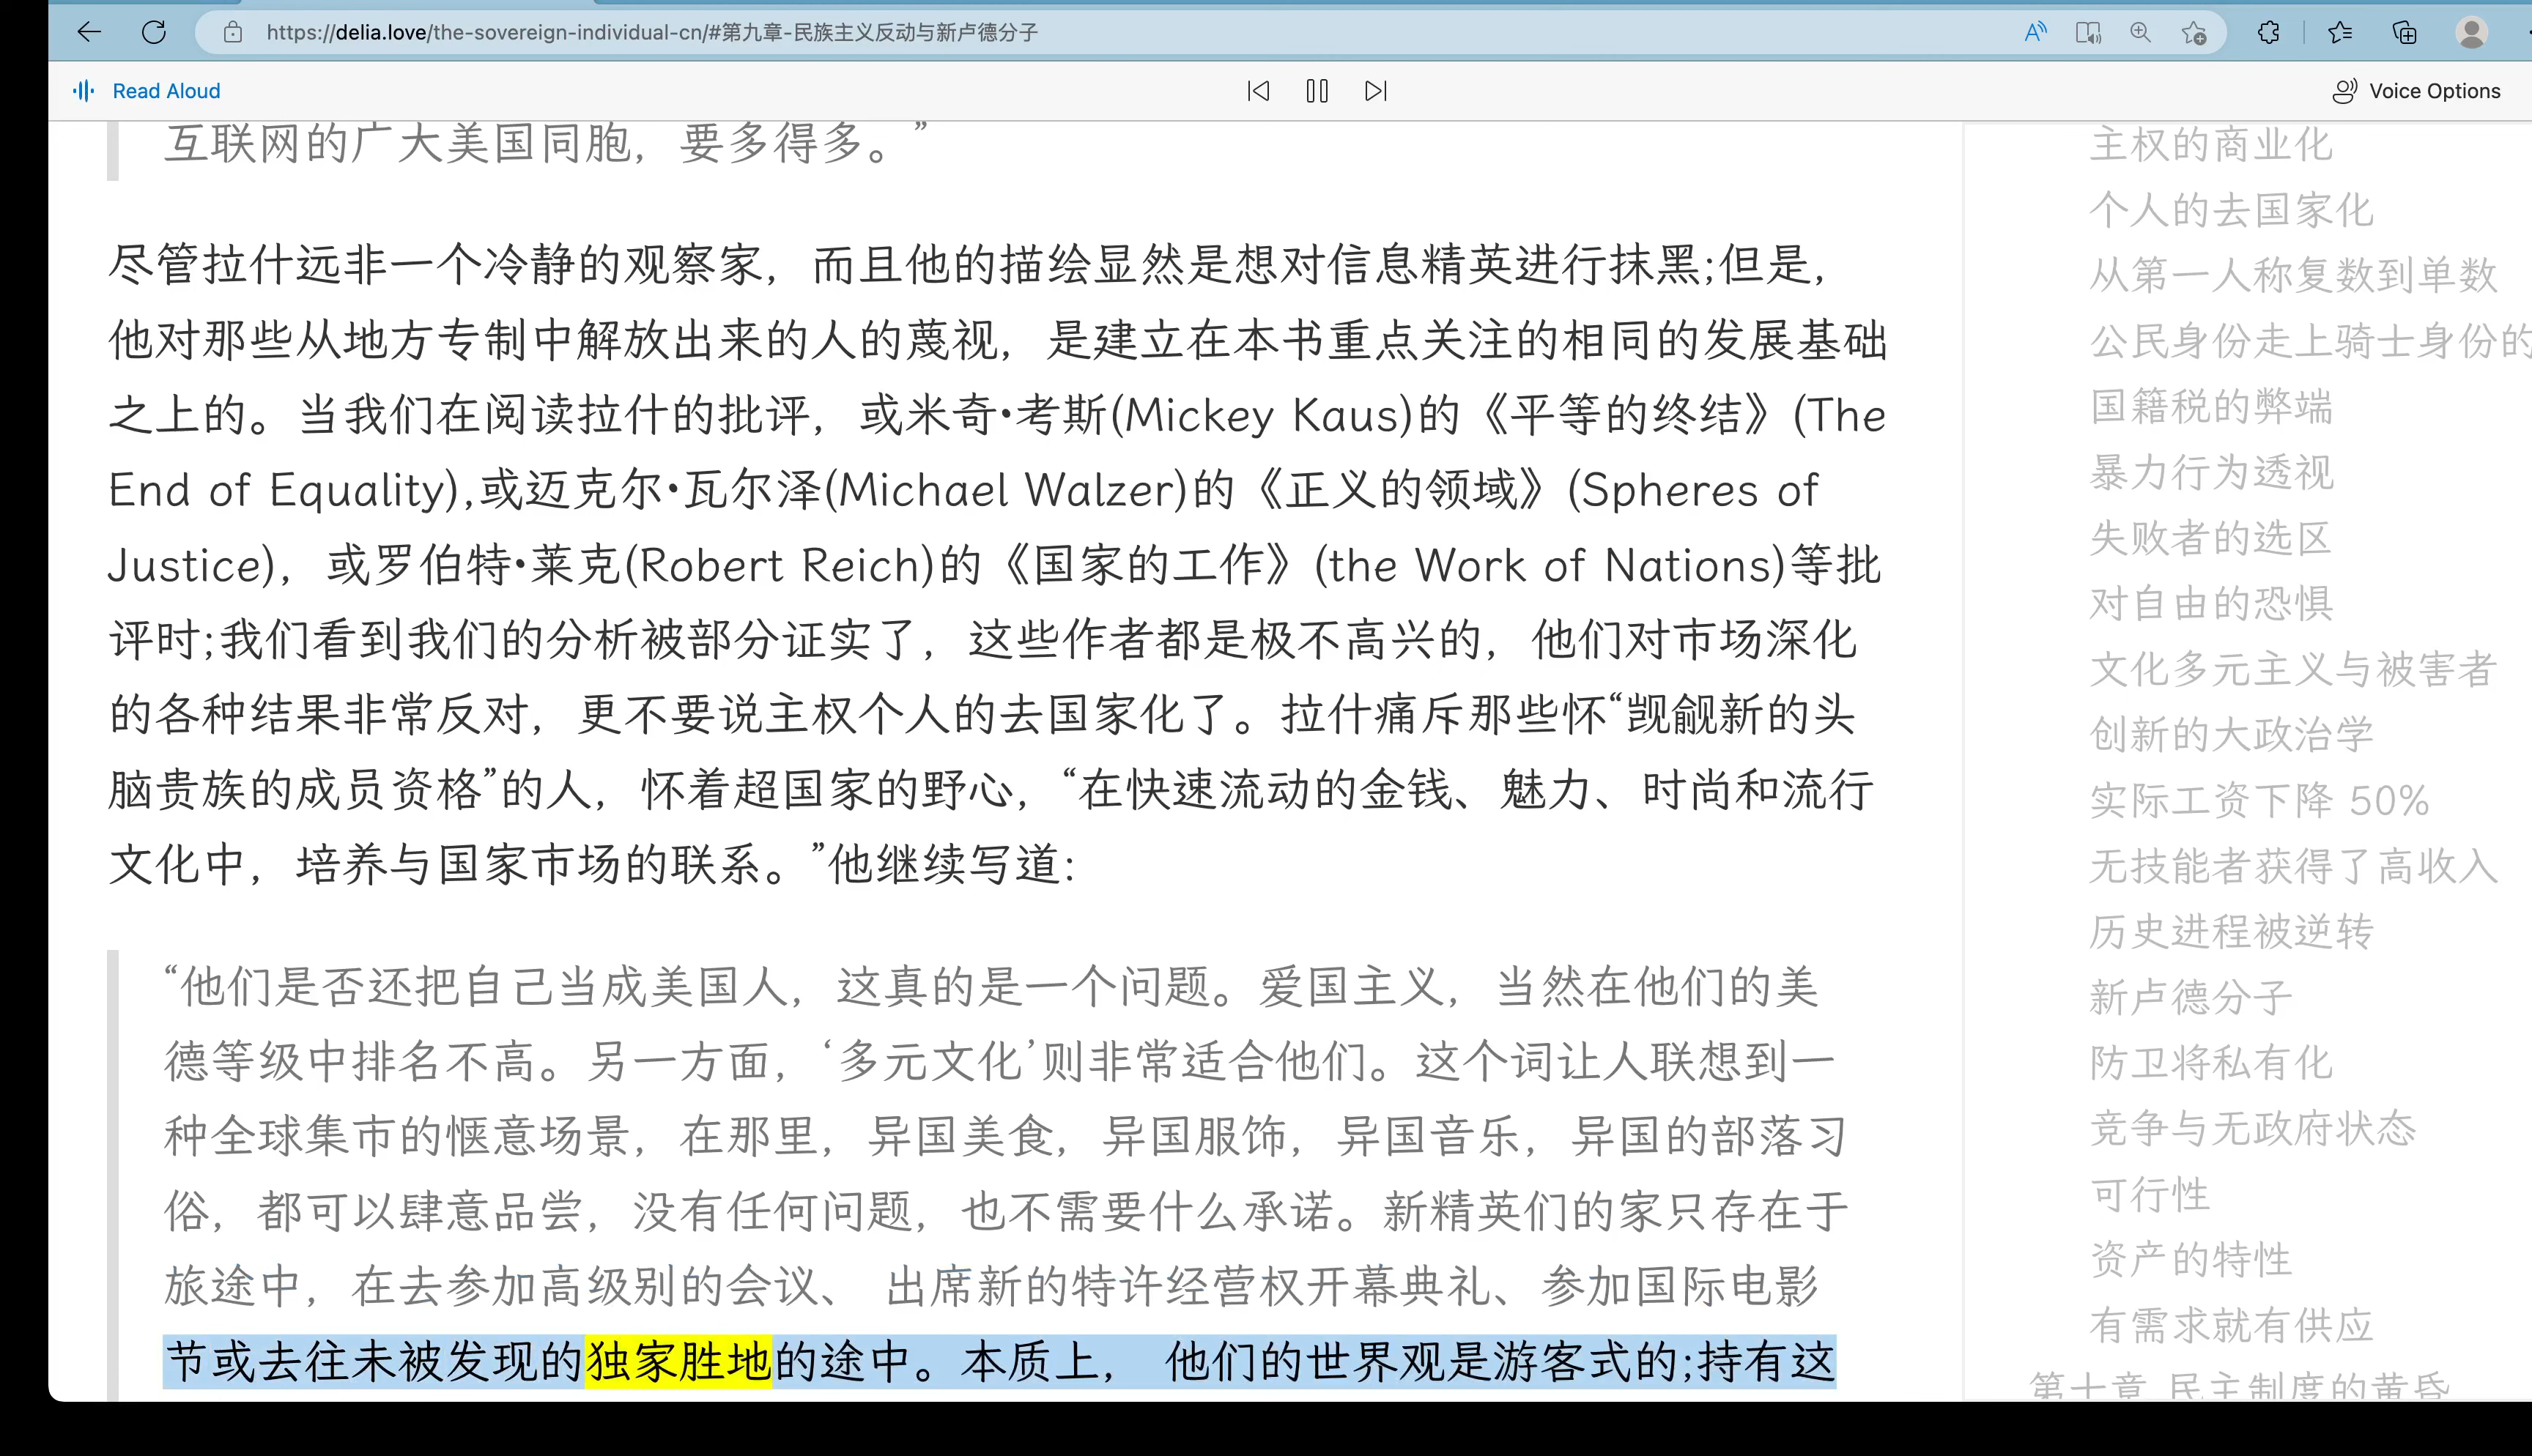 https://delia.love/the-sovereign-individual-cn/#第九章-民族主义反动与新卢德分子
Read Aloud
Voice Options
互联网的广大美国同胞，要多得多。”
尽管拉什远非一个冷静的观察家，而且他的描绘显然是想对信息精英进行抹黑;但是，
他对那些从地方专制中解放出来的人的蔑视，是建立在本书重点关注的相同的发展基础
之上的。当我们在阅读拉什的批评，或米奇•考斯(Mickey Kaus)的《平等的终结》(The
End of Equality),或迈克尔•瓦尔泽(Michael Walzer)的《正义的领域》(Spheres of
Justice)，或罗伯特•莱克(Robert Reich)的《国家的工作》(the Work of Nations)等批
评时;我们看到我们的分析被部分证实了，这些作者都是极不高兴的，他们对市场深化
的各种结果非常反对，更不要说主权个人的去国家化了。拉什痛斥那些怀“觊觎新的头
脑贵族的成员资格”的人，怀着超国家的野心，“在快速流动的金钱、魅力、时尚和流行
文化中，培养与国家市场的联系。”他继续写道:
“他们是否还把自己当成美国人，这真的是一个问题。爱国主义，当然在他们的美
德等级中排名不高。另一方面，‘多元文化’则非常适合他们。这个词让人联想到一
种全球集市的惬意场景，在那里，异国美食，异国服饰，异国音乐，异国的部落习
俗，都可以肆意品尝，没有任何问题，也不需要什么承诺。新精英们的家只存在于
旅途中，在去参加高级别的会议、 出席新的特许经营权开幕典礼、参加国际电影
节或去往未被发现的独家胜地的途中。本质上， 他们的世界观是游客式的;持有这
主权的商业化
个人的去国家化
从第一人称复数到单数
公民身份走上骑士身份的
国籍税的弊端
暴力行为透视
失败者的选区
对自由的恐惧
文化多元主义与被害者
创新的大政治学
实际工资下降 50%
无技能者获得了高收入
历史进程被逆转
新卢德分子
防卫将私有化
竞争与无政府状态
可行性
资产的特性
有需求就有供应
第十章 民主制度的黄昏